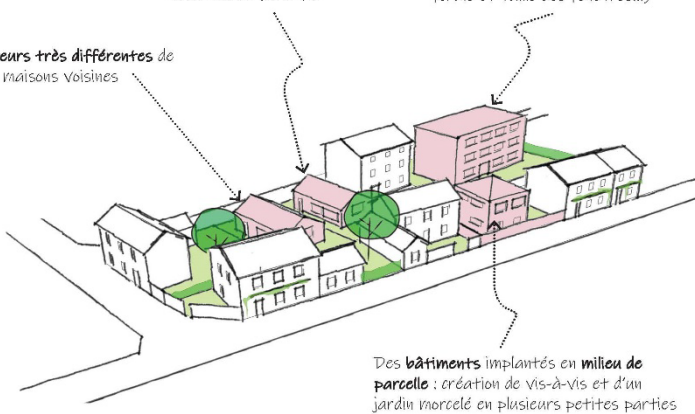 eurs très différentes de
maisons voisines
Des bâtiments implantés en milieu de
parcelle : création de vis-à-vis et d'un
jardin morcelé en plusieurs petites parties